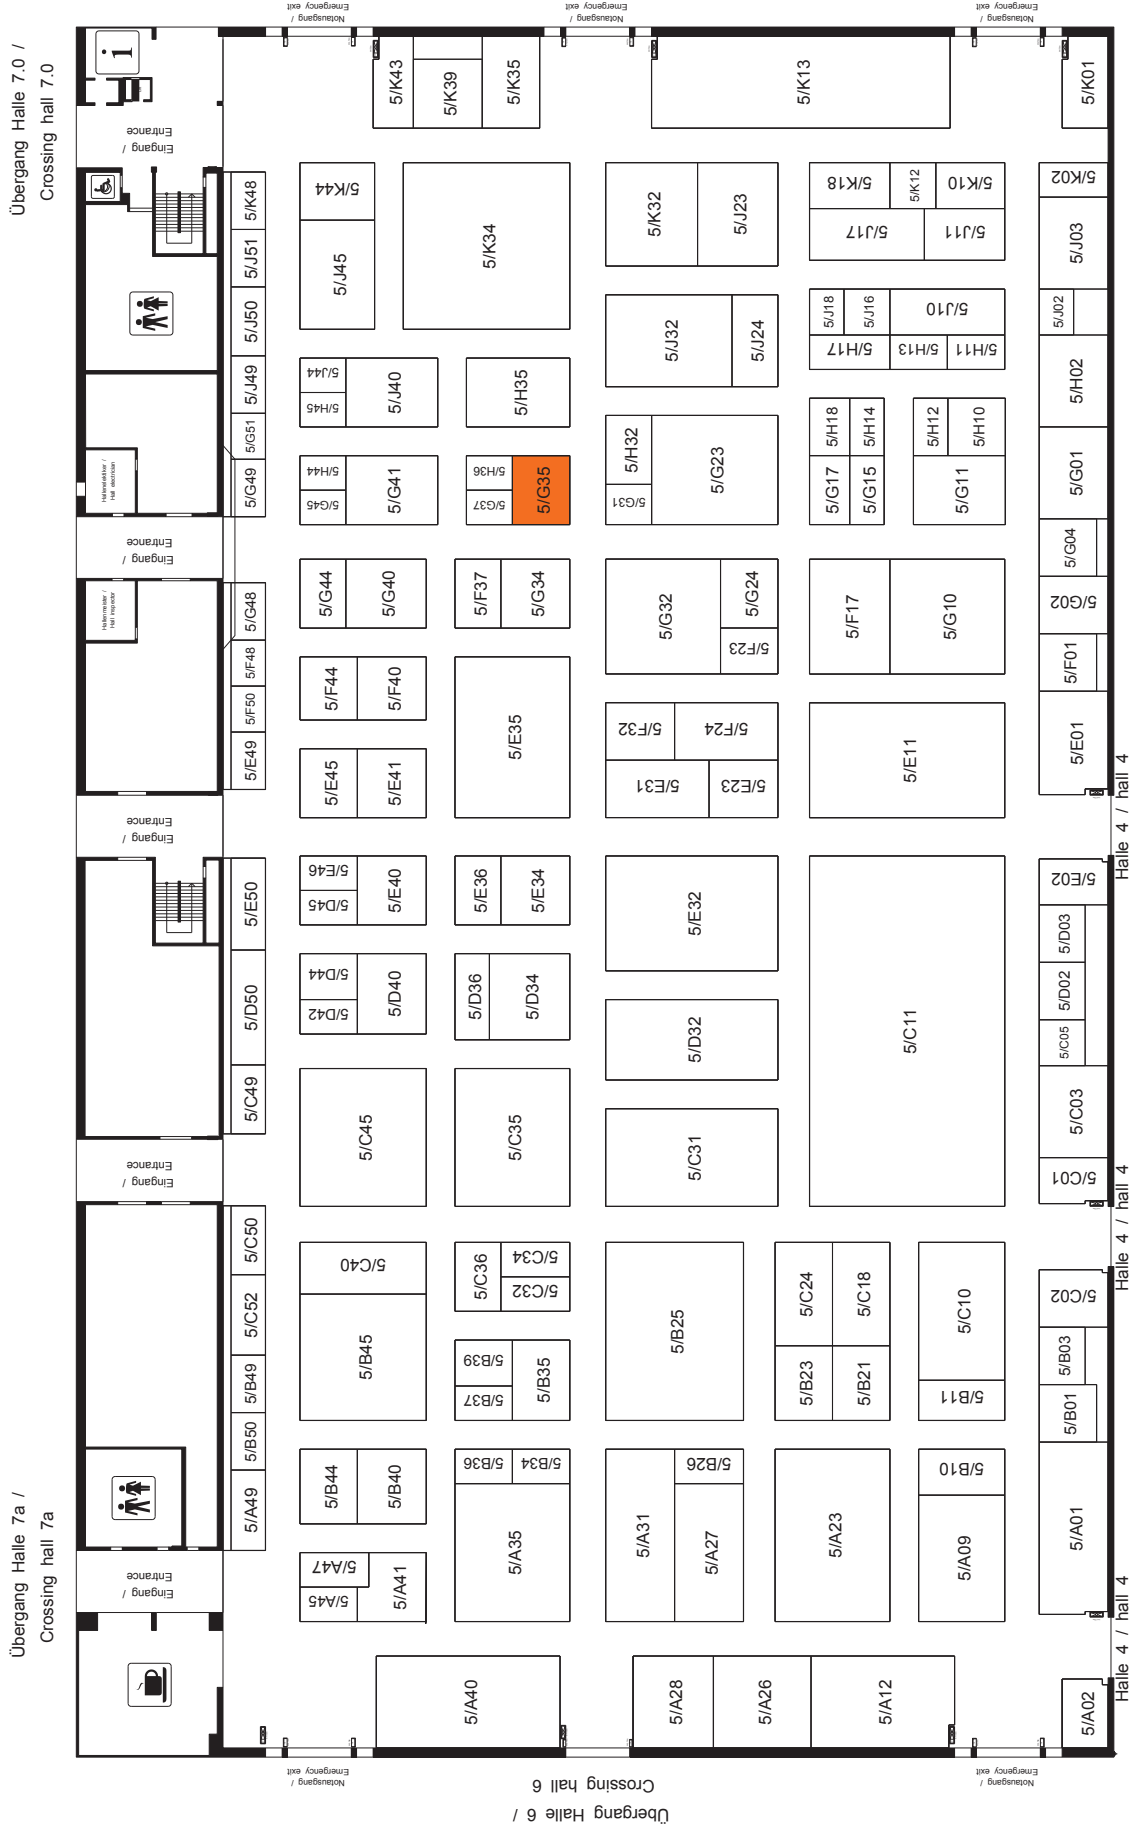 Übergang Halle 7.0 /
Crossing hall 7.0
Notausgang /
Emergency exit
Notausgang /
Emergency exit
Notausgang /
Emergency exit
i
Eingang /
Entrance
5/K43
5/K39
5/K35
5/K13
5/K01
5/K48
5/K44
5/K34
5/K32
5/J23
5/K18
5/K12
5/K10
5/K02
5/J51
5/J45
5/J17
5/J11
5/J03
5/J50
5/J32
5/J24
5/J18
5/J16
5/J10
5/J02
5/H17
5/H13
5/H11
5/J49
5/J44
5/H45
5/J40
5/H35
5/H02
5/G51
5/H32
5/G31
5/G23
5/H18
5/H14
5/H12
5/H10
Hallenelektriker /
Hall electrician
5/G49
5/H44
5/G45
5/G41
5/H36
5/G37
5/G35
5/G17
5/G15
5/G11
5/G01
Eingang /
Entrance
5/G04
Hallenmeister /
Hall inspector
5/G48
5/G44
5/G40
5/F37
5/G34
5/G32
5/G24
5/F23
5/F17
5/G10
5/G02
5/F48
5/F44
5/F40
5/E35
5/F01
5/F50
5/F32
5/F24
5/E11
5/E01
5/E49
5/E45
5/E41
5/E31
5/E23
Eingang /
Entrance
Halle 4 / hall 4
5/E50
5/E46
5/D45
5/E40
5/E36
5/E34
5/E32
5/C11
5/E02
5/D50
5/D44
5/D42
5/D40
5/D36
5/D34
5/D32
5/D03
5/D02
5/C05
5/C49
5/C45
5/C35
5/C31
5/C03
5/C01
Eingang /
Entrance
Halle 4 / hall 4
5/C50
5/C40
5/C36
5/C34
5/C32
5/B25
5/C24
5/C18
5/C10
5/C02
5/C52
5/B45
5/B49
5/B39
5/B37
5/B35
5/B23
5/B21
5/B11
5/B03
5/B01
5/B50
5/B44
5/B40
5/B36
5/B34
5/B26
5/B10
5/A49
5/A35
5/A31
5/A27
5/A23
5/A09
5/A01
Übergang Halle 7a /
Crossing hall 7a
Eingang /
Entrance
5/A47
5/A45
5/A41
Halle 4 / hall 4
5/A40
5/A28
5/A26
5/A12
5/A02
Notausgang /
Emergency exit
Crossing hall 6
Übergang Halle 6 /
Notausgang /
Emergency exit